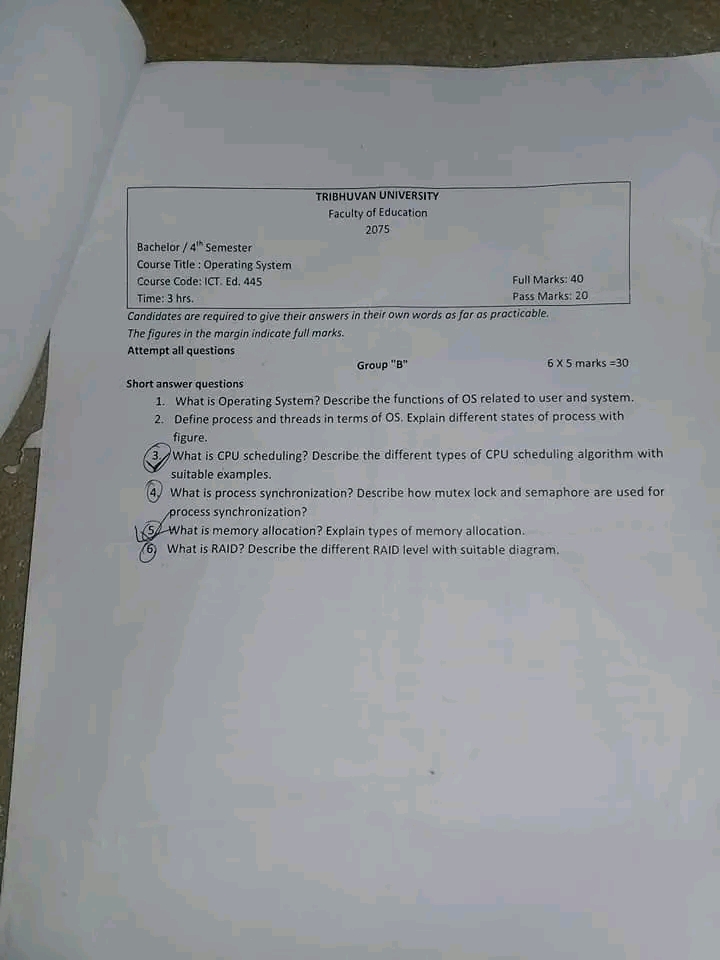 TRIBHUVAN UNIVERSITY
Faculty of Education
2075
Bachelor / 4th Semester
Course Title : Operating System
Course Code: ICT. Ed. 445 Full Marks: 40
Time: 3 hrs. Pass Marks: 20
Candidates are required to give their answers in their own words as far as practicable.
The figures in the margin indicate full marks.
Attempt all questions
Group "B" 6 X 5 marks =30
Short answer questions
1. What is Operating System? Describe the functions of OS related to user and system.
2. Define process and threads in terms of OS. Explain different states of process with
figure.
3. What is CPU scheduling? Describe the different types of CPU scheduling algorithm with
suitable examples.
4. What is process synchronization? Describe how mutex lock and semaphore are used for
process synchronization?
5. What is memory allocation? Explain types of memory allocation.
6. What is RAID? Describe the different RAID level with suitable diagram.